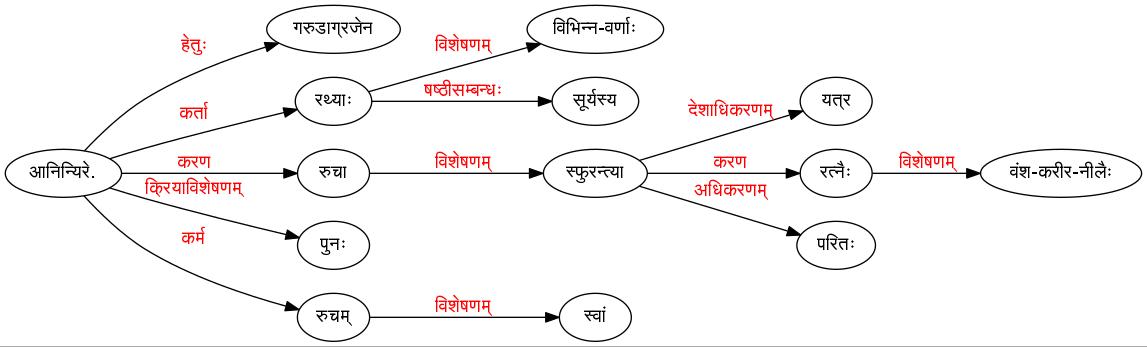 गरुडाग्रजेन
विभिन्न-वर्णाः
हेतुः
विशेषणम्
षष्ठीसम्बन्धः
रथ्याः
सूर्यस्य
यत्र
कर्ता
देशाधिकरणम्
आनिन्यिरे.
करण
रुचा
विशेषणम्
स्फुरन्त्या
करण
रत्नैः
विशेषणम्
वंश-करीर-नीलैः
क्रियाविशेषणम्
अधिकरणम्
पुनः
परितः
कर्म
रुचम्
विशेषणम्
स्वां